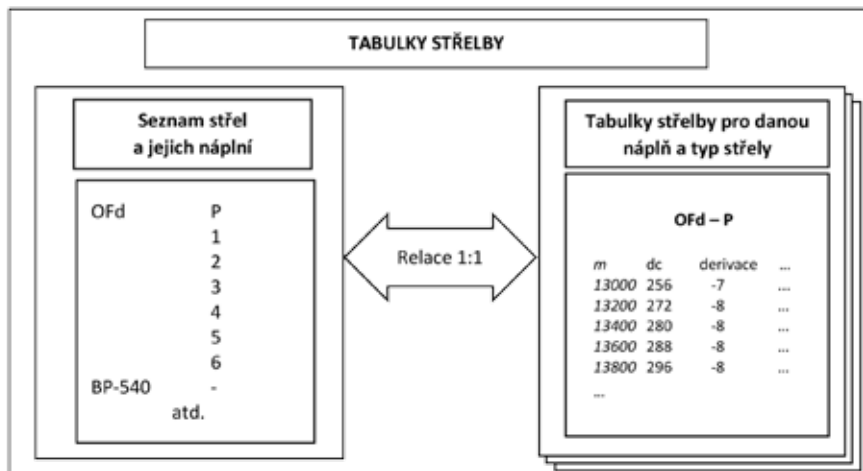 TABULKY STŘELBY
Seznam střel
a jejich náplní
OFd P
1
2
3
4
5
6
BP-540 -
atd.
Relace 1:1
Tabulky střelby pro danou
náplň a typ střely
OFd – P
m dc derivace ...
13000 256 -7 ...
13200 272 -8 ...
13400 280 -8 ...
13600 288 -8 ...
13800 296 -8 ...
...